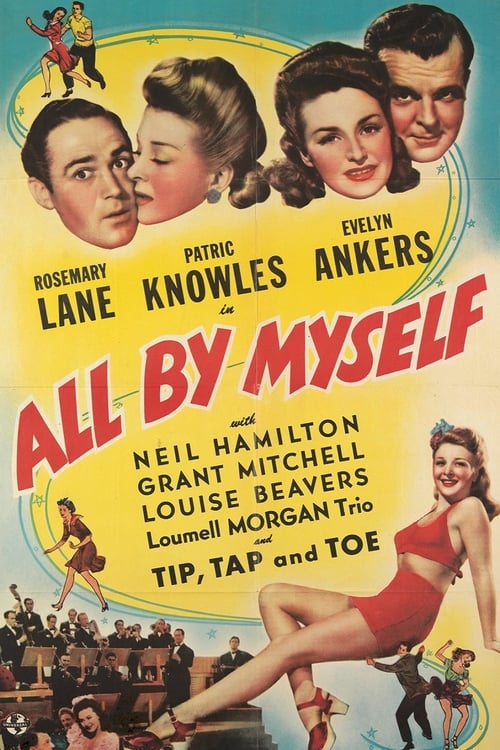 ROSEMARY
LANE
PATRIC
KNOWLES
EVELYN
ANKERS
in
ALL BY MYSELF
with
NEIL HAMILTON
GRANT MITCHELL
LOUISE BEAVERS
Loumell MORGAN Trio
and
TIP, TAP and TOE
UNIVERSAL